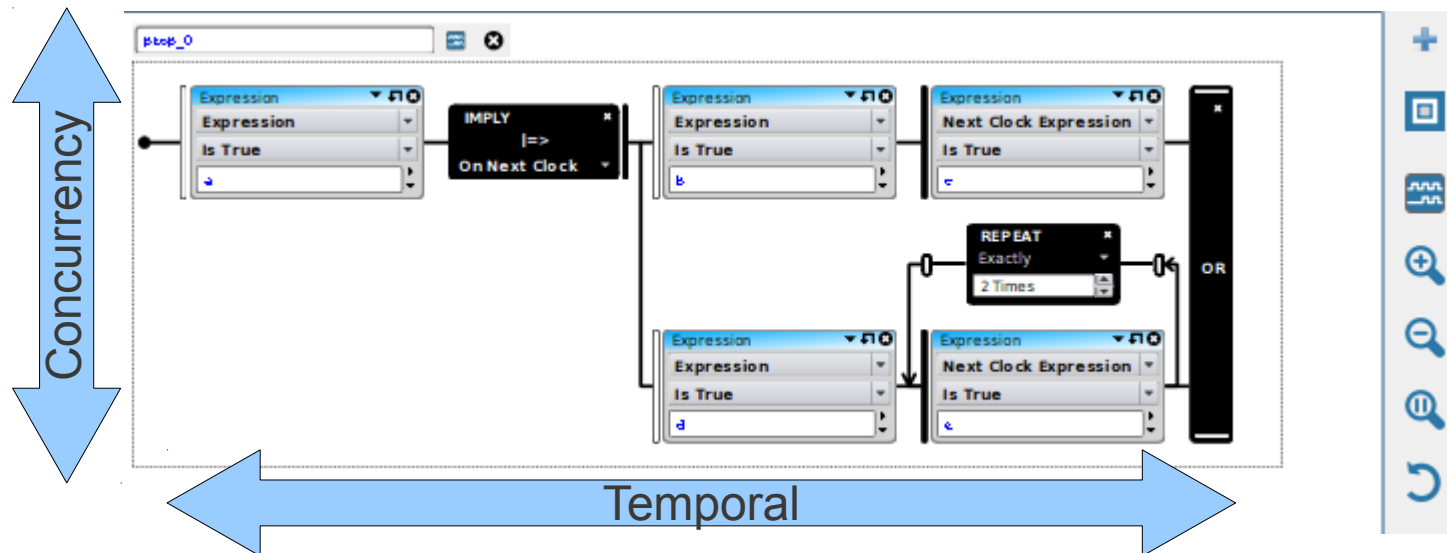 Concurrency
Expression
Expression
Is True
a
IMPLY
|=>
On Next Clock
Expression
Expression
Is True
b
Expression
Next Clock Expression
Is True
REPEAT
Exactly
2 Times
OR
Expression
Expression
Is True
d
Expression
Next Clock Expression
Is True
e
Temporal